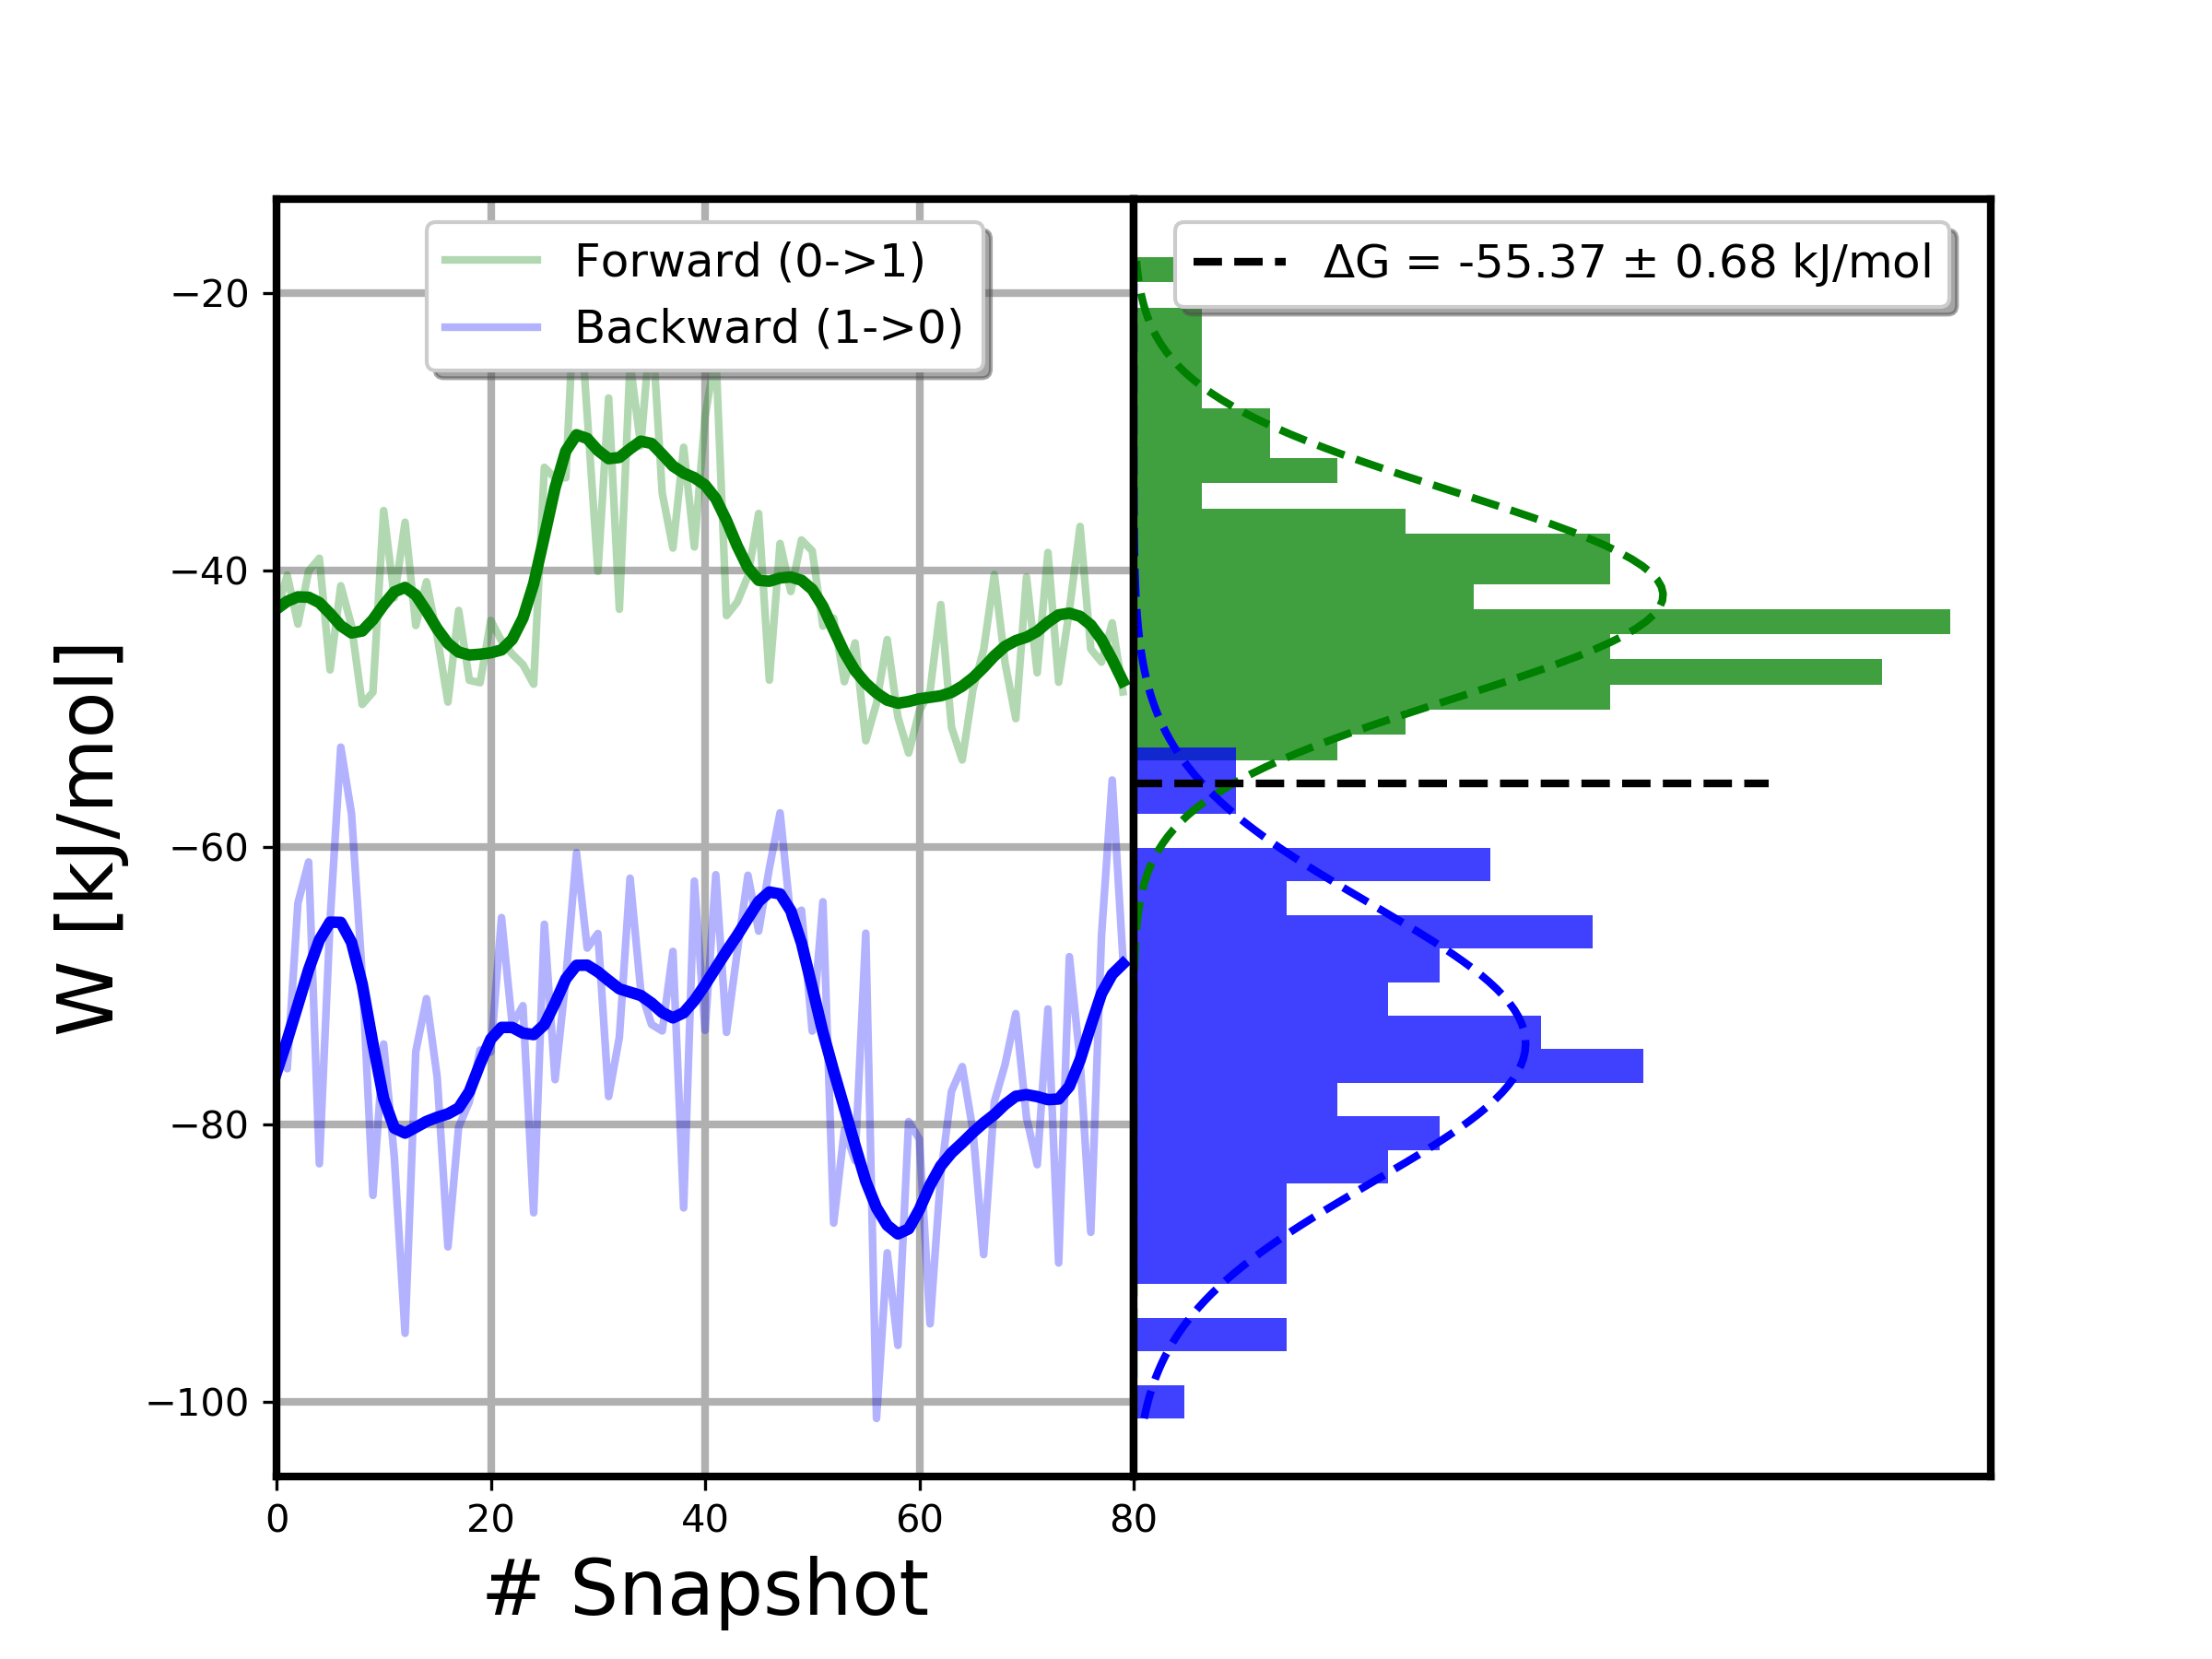 Forward (0->1)
Backward (1->0)
ΔG = -55.37 ± 0.68 kJ/mol
−20
−40
−60
−80
−100
W [kJ/mol]
0 20 40 60 80
# Snapshot